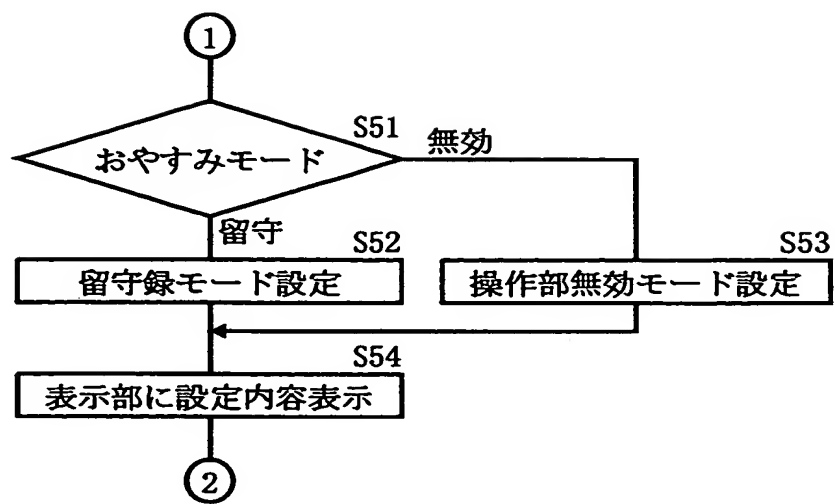 1
S51
おやすみモード
無効
留守
S52
留守録モード設定
S53
操作部無効モード設定
S54
表示部に設定内容表示
2